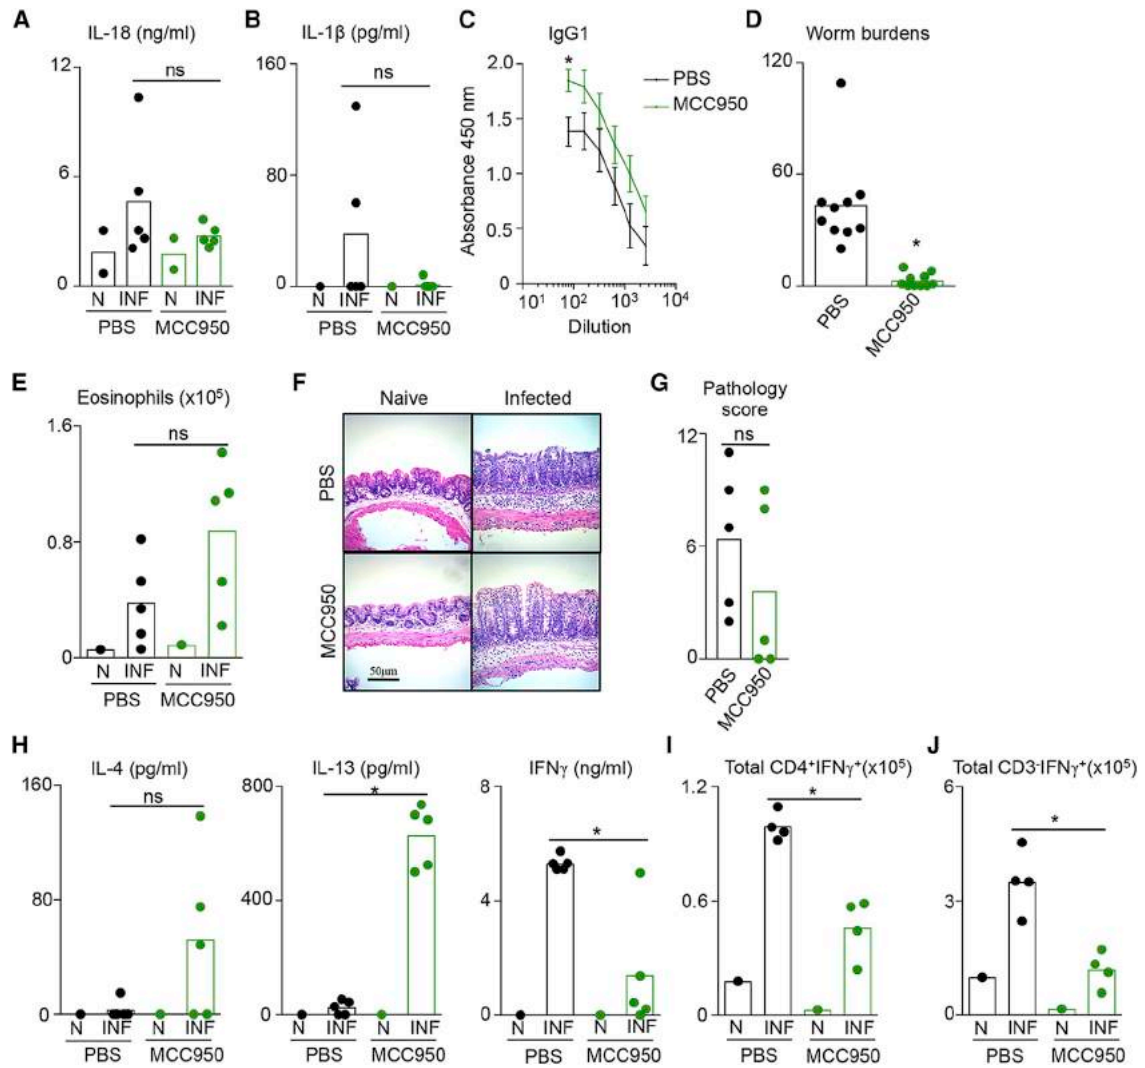 A
IL-18 (ng/ml)
12
6
0
ns
N INF N INF
PBS MCC950
B
IL-1β (pg/ml)
160
80
0
ns
N INF N INF
PBS MCC950
C
IgG1
Absorbance 450 nm
2.0
1.5
1.0
0.5
0
*
PBS
MCC950
10¹ 10² 10³ 10⁴
Dilution
D
Worm burdens
120
60
0
*
PBS
MCC950
E
Eosinophils (x10⁵)
1.6
0.8
0
ns
N INF N INF
PBS MCC950
F
Naive Infected
PBS
MCC950
50µm
G
Pathology
score
12
6
0
ns
PBS
MCC950
H
IL-4 (pg/ml)
160
80
0
ns
N INF N INF
PBS MCC950
IL-13 (pg/ml)
800
400
0
*
N INF N INF
PBS MCC950
IFNγ (ng/ml)
8
4
0
*
N INF N INF
PBS MCC950
I
Total CD4⁺IFNγ⁺(x10⁵)
1.2
0.6
0
*
N INF N INF
PBS MCC950
J
Total CD3⁻IFNγ⁺(x10⁵)
6
3
0
*
N INF N INF
PBS MCC950